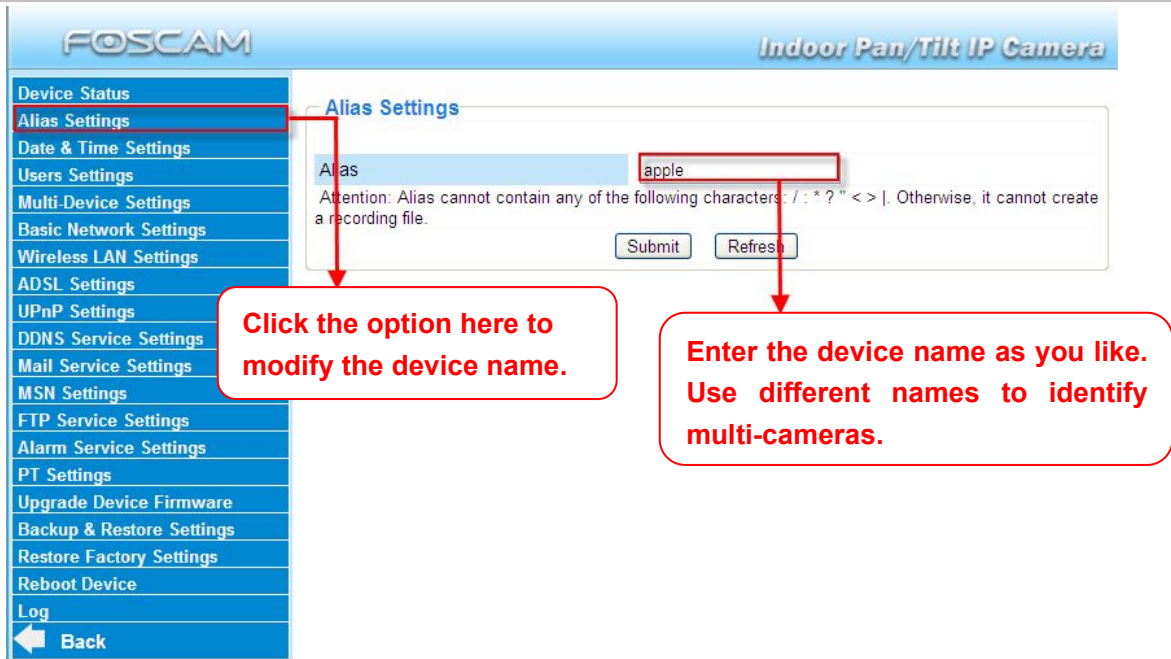 FOSCAM
Indoor Pan/Tilt IP Camera
Device Status
Alias Settings
Date & Time Settings
Users Settings
Multi-Device Settings
Basic Network Settings
Wireless LAN Settings
ADSL Settings
UPnP Settings
DDNS Service Settings
Mail Service Settings
MSN Settings
FTP Service Settings
Alarm Service Settings
PT Settings
Upgrade Device Firmware
Backup & Restore Settings
Restore Factory Settings
Reboot Device
Log
Back
Alias Settings
Alias
apple
Attention: Alias cannot contain any of the following characters: / : * ? " < > |. Otherwise, it cannot create
a recording file.
Submit
Refresh
Click the option here to
modify the device name.
Enter the device name as you like.
Use different names to identify
multi-cameras.